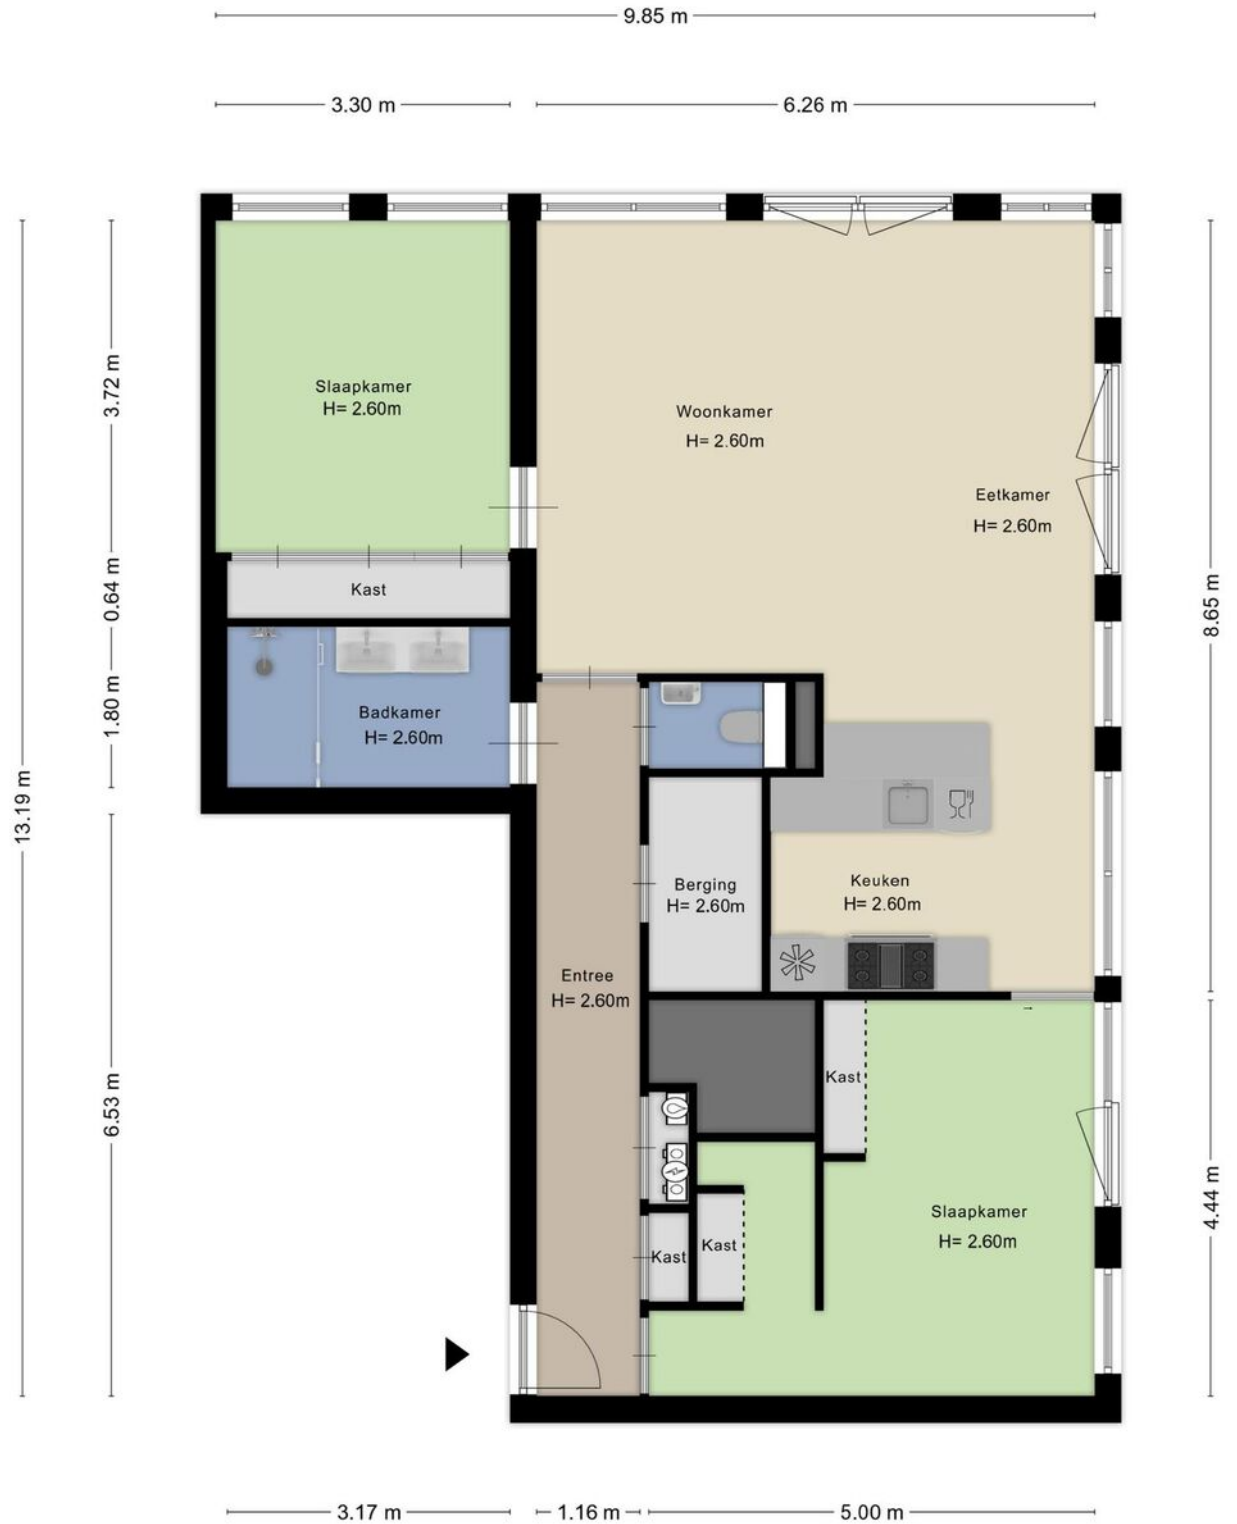 9.85 m
3.30 m
6.26 m
3.72 m
Slaapkamer
H= 2.60m
Woonkamer
H= 2.60m
Eetkamer
H= 2.60m
0.64 m
Kast
8.65 m
1.80 m
Badkamer
H= 2.60m
13.19 m
Berging
H= 2.60m
Keuken
H= 2.60m
Entree
H= 2.60m
Kast
6.53 m
4.44 m
Slaapkamer
H= 2.60m
Kast
Kast
3.17 m
1.16 m
5.00 m